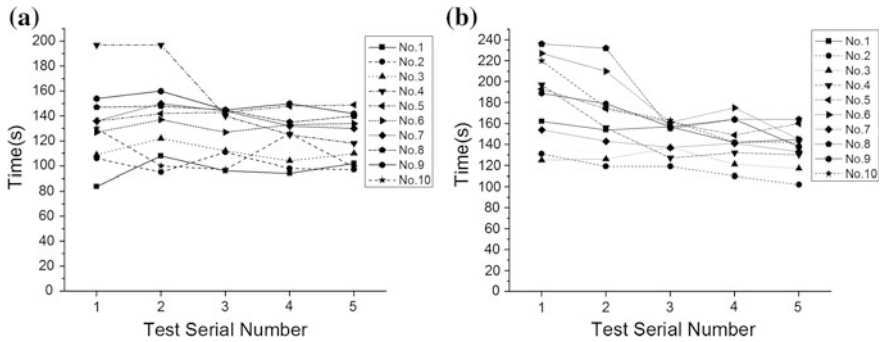 (a)
Time(s)
200
180
160
140
120
100
80
60
40
20
0
1 2 3 4 5
Test Serial Number
No.1
No.2
No.3
No.4
No.5
No.6
No.7
No.8
No.9
No.10
(b)
Time(s)
240
220
200
180
160
140
120
100
80
60
40
20
0
1 2 3 4 5
Test Serial Number
No.1
No.2
No.3
No.4
No.5
No.6
No.7
No.8
No.9
No.10